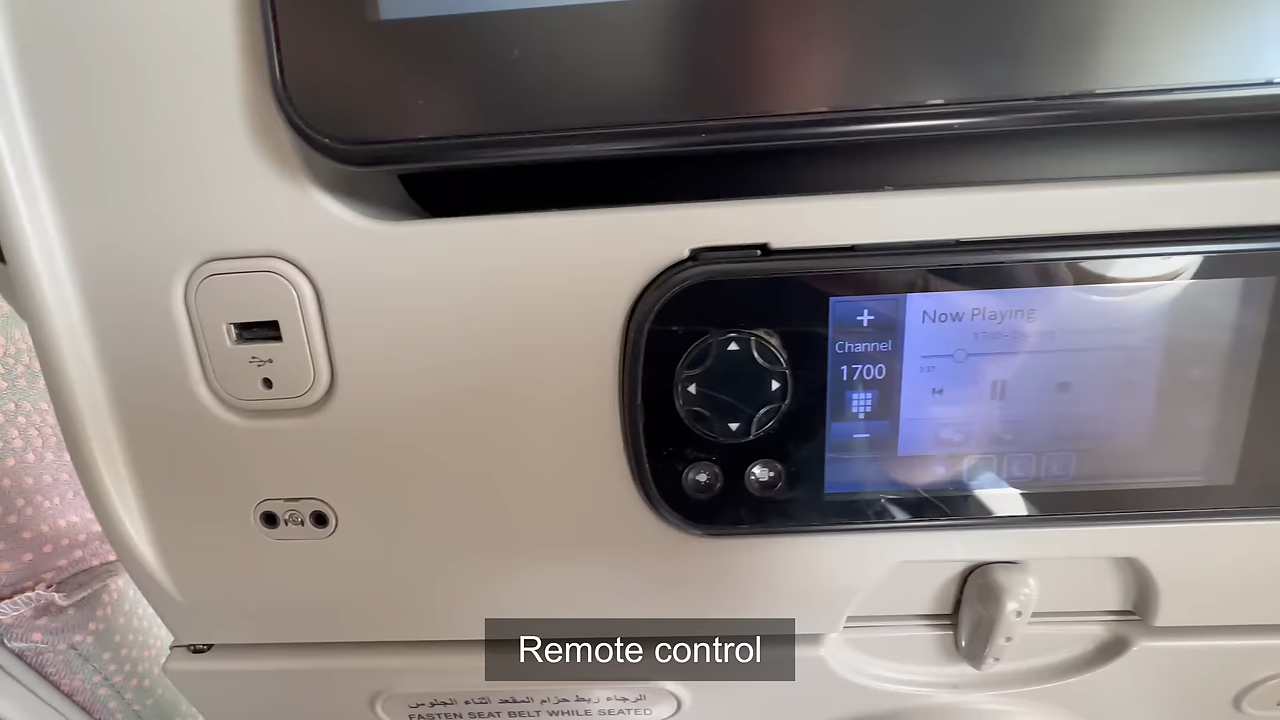 +
Channel
1700
−
Now Playing
Remote control
الرجاء ربط حزام المقعد أثناء الجلوس
FASTEN SEAT BELT WHILE SEATED